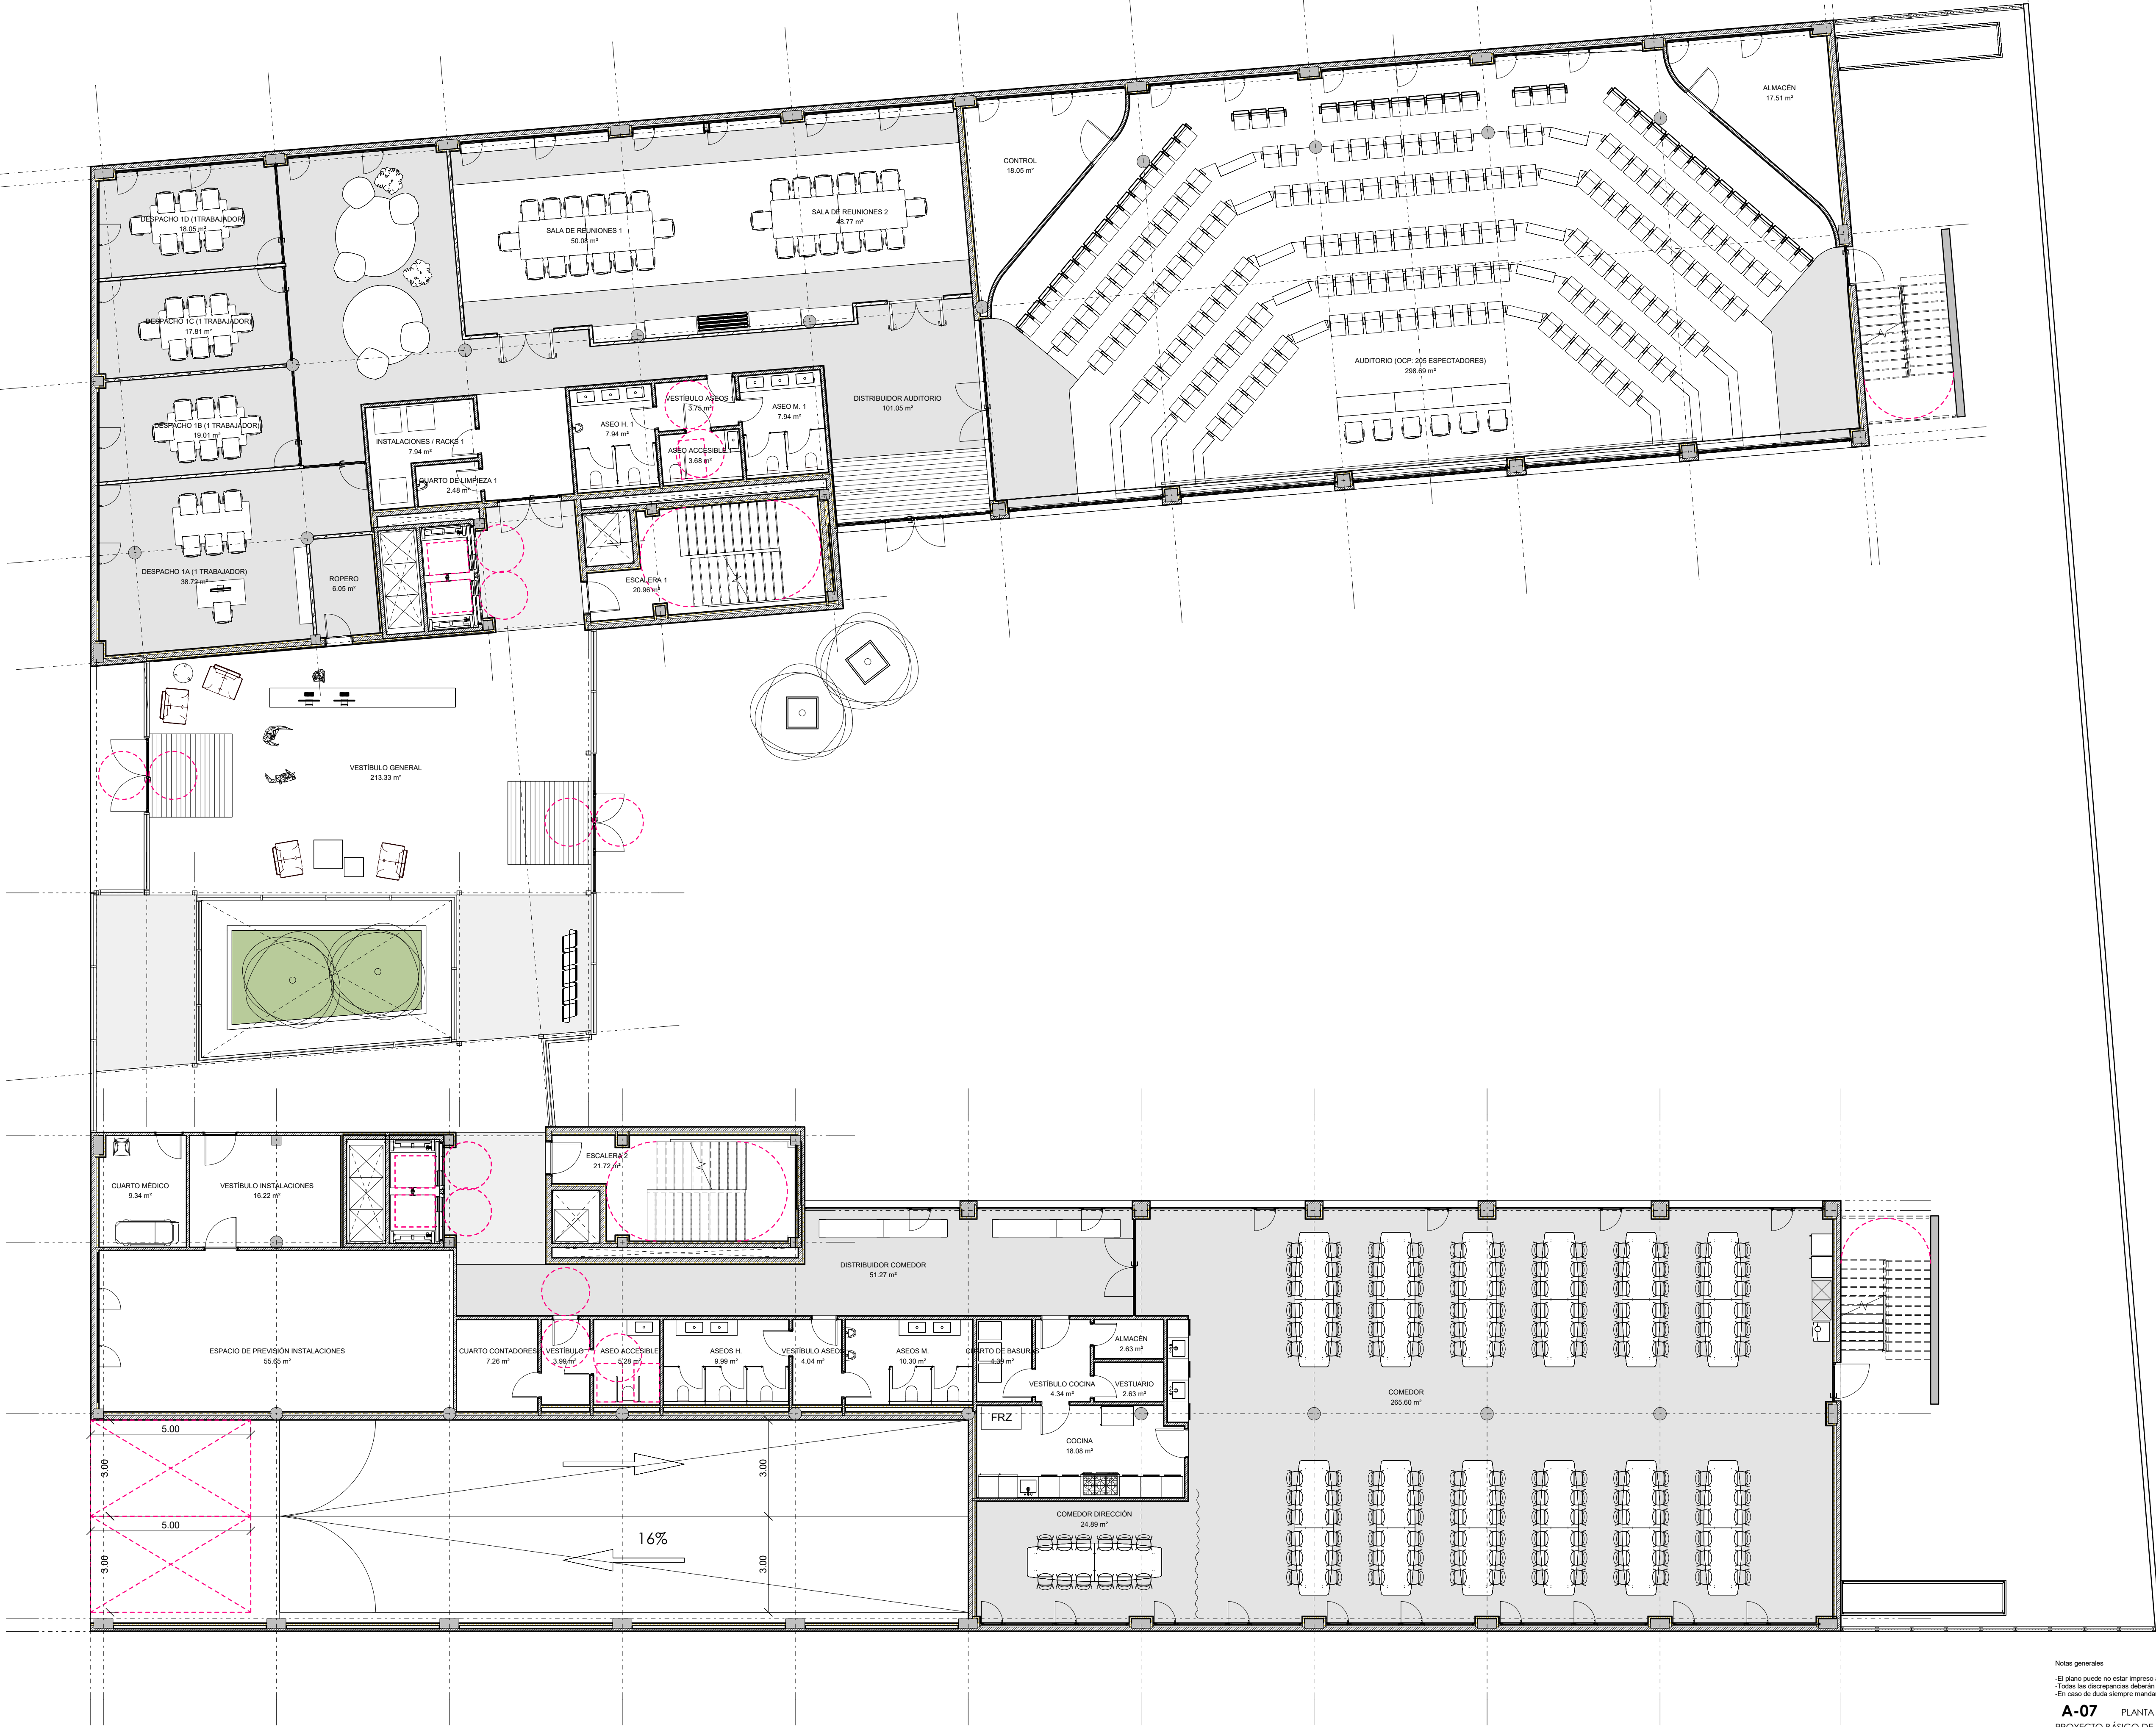 ALMACÉN
17.51 m²
CONTROL
18.05 m²
SALA DE REUNIONES 2
48.77 m²
SALA DE REUNIONES 1
50.08 m²
DESPACHO 1D (1TRABAJADOR)
18.05 m²
DESPACHO 1C (1 TRABAJADOR)
17.81 m²
AUDITORIO (OCP: 205 ESPECTADORES)
298.69 m²
DESPACHO 1B (1 TRABAJADOR)
19.01 m²
VESTÍBULO ASEOS 1
3.75 m²
ASEO M. 1
7.94 m²
DISTRIBUIDOR AUDITORIO
101.05 m²
ASEO H. 1
7.94 m²
INSTALACIONES / RACKS 1
7.94 m²
ASEO ACCESIBLE 1
3.68 m²
CUARTO DE LIMPIEZA 1
2.48 m²
DESPACHO 1A (1 TRABAJADOR)
38.72 m²
ROPERO
6.05 m²
ESCALERA 1
20.96 m²
VESTÍBULO GENERAL
213.33 m²
ESCALERA 2
21.72 m²
CUARTO MÉDICO
9.34 m²
VESTÍBULO INSTALACIONES
16.22 m²
DISTRIBUIDOR COMEDOR
51.27 m²
ESPACIO DE PREVISIÓN INSTALACIONES
55.65 m²
CUARTO CONTADORES
7.26 m²
VESTÍBULO
3.99 m²
ASEO ACCESIBLE
5.28 m²
ASEOS H.
9.99 m²
VESTÍBULO ASEOS
4.04 m²
ASEOS M.
10.30 m²
CUARTO DE BASURAS
4.39 m²
ALMACÉN
2.63 m²
VESTÍBULO COCINA
4.34 m²
VESTUARIO
2.63 m²
COMEDOR
265.60 m²
FRZ
COCINA
18.08 m²
COMEDOR DIRECCIÓN
24.89 m²
5.00
3.00
3.00
5.00
3.00
3.00
16%
Notas generales
-El plano puede no estar impreso
-Todas las discrepancias deberán
-En caso de duda siempre
A-07 PLANTA
PROYECTO BÁSICO DE